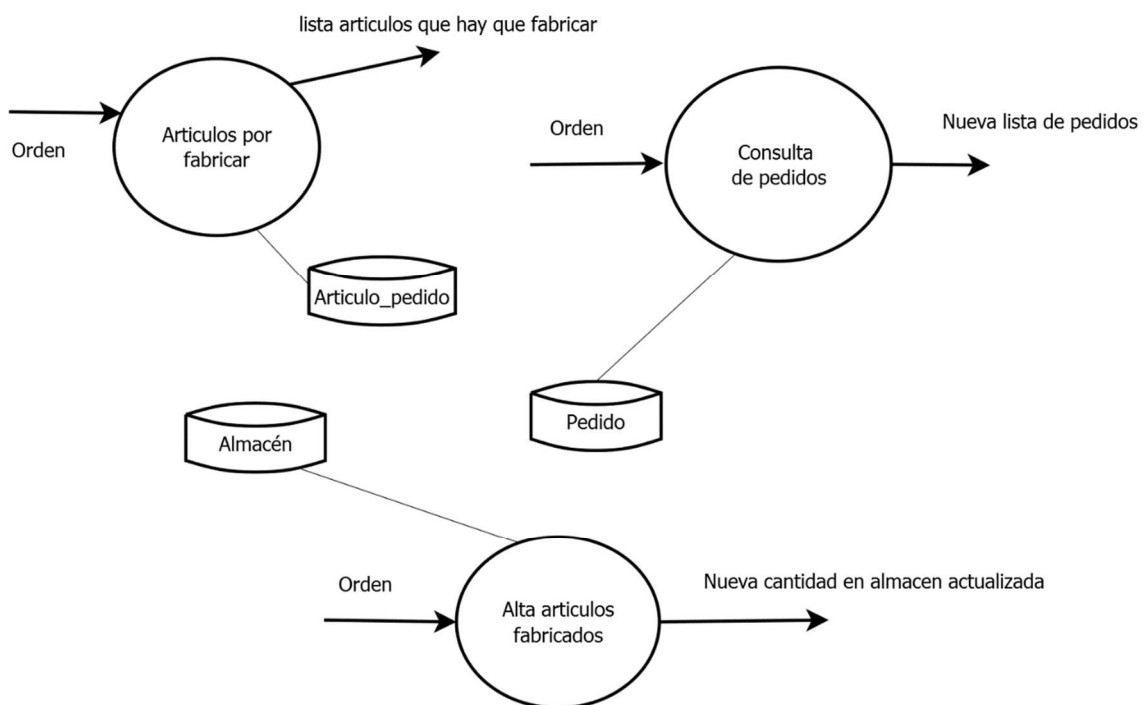 lista articulos que hay que fabricar
Orden
Articulos por
fabricar
Articulo_pedido
Orden
Consulta
de pedidos
Nueva lista de pedidos
Pedido
Almacén
Orden
Alta articulos
fabricados
Nueva cantidad en almacen actualizada